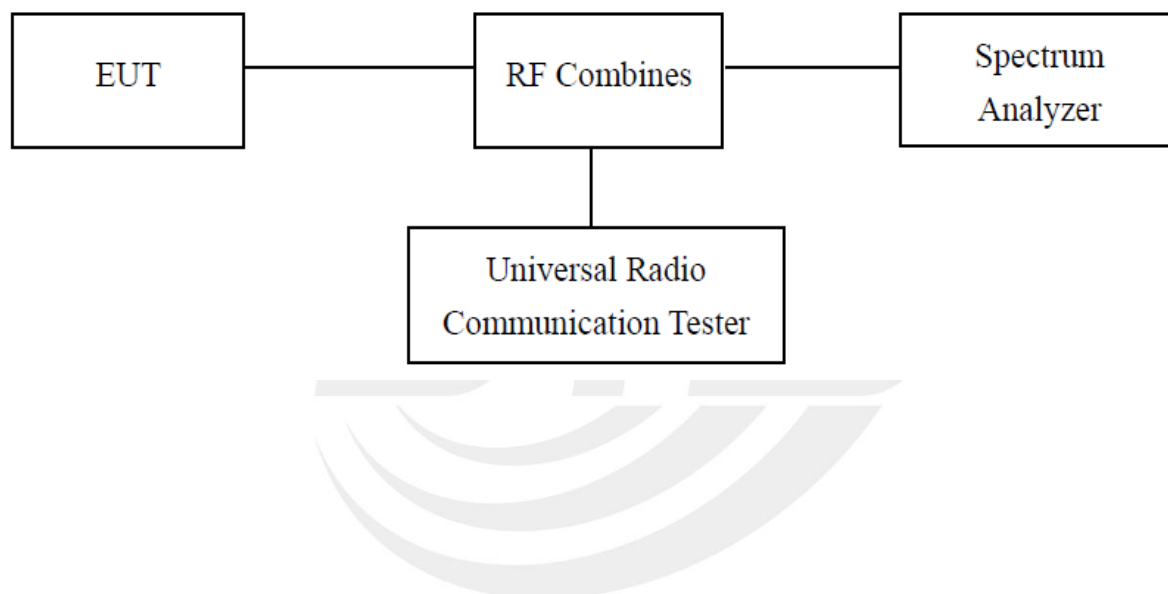 EUT
RF Combines
Spectrum
Analyzer
Universal Radio
Communication Tester